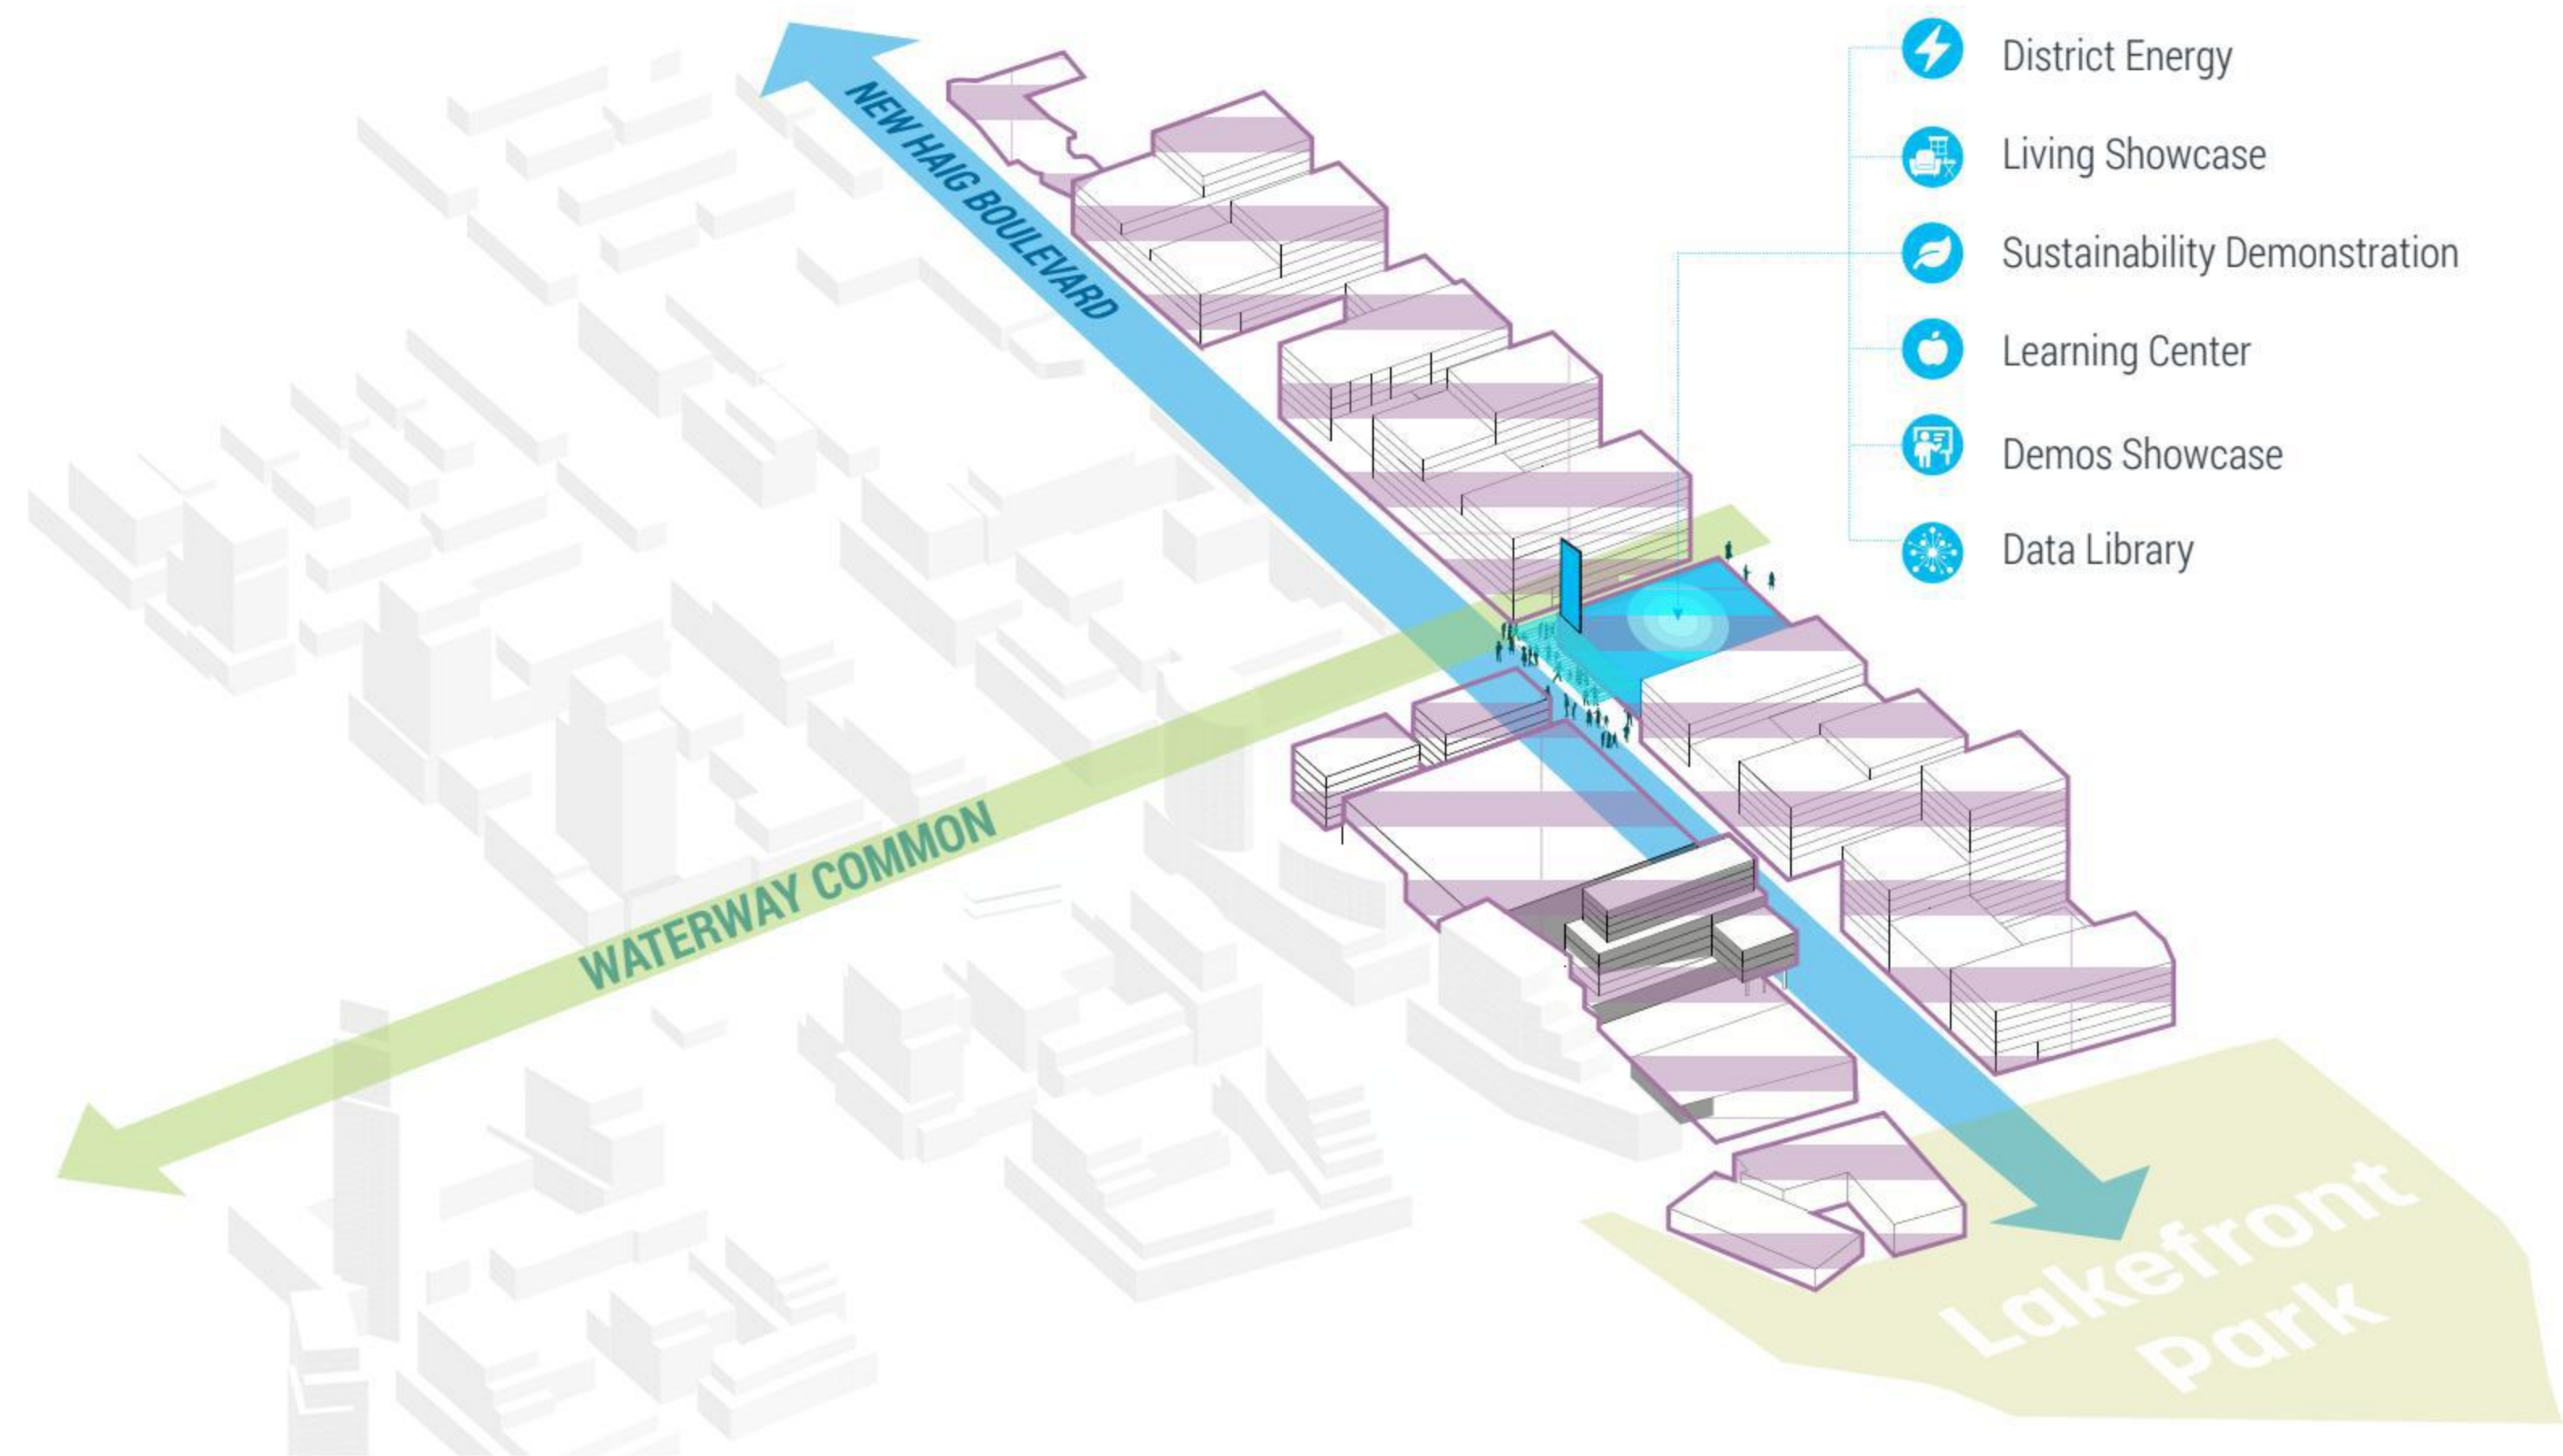 NEW HAIG BOULEVARD
District Energy
Living Showcase
Sustainability Demonstration
Learning Center
Demos Showcase
Data Library
WATERWAY COMMON
Lakefront
Park